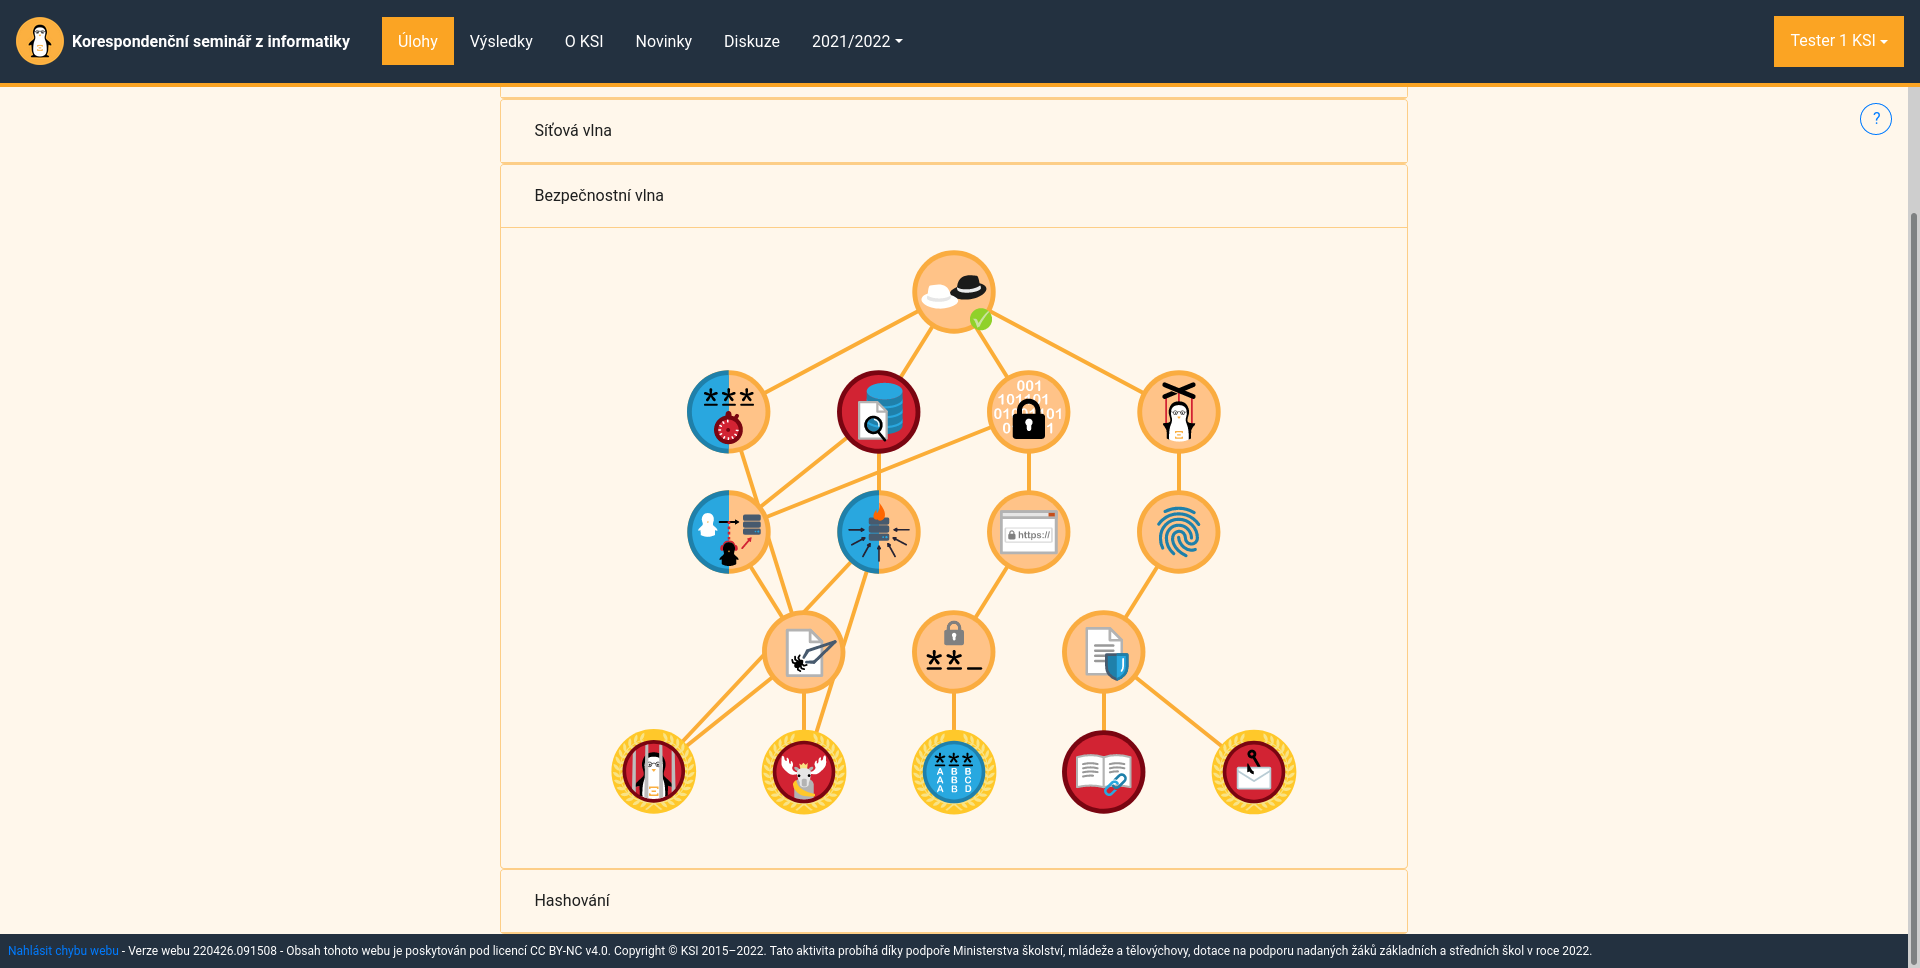 Korespondenční seminář z informatiky Úlohy Výsledky O KSI Novinky Diskuze 2021/2022 Tester 1 KSI
?
Síťová vlna
Bezpečnostní vlna
***
001
101101
***
https://
**_
***
A B B
A B C
A B D
Hashování
Nahlásit chybu webu - Verze webu 220426.091508 - Obsah tohoto webu je poskytován pod licencí CC BY-NC v4.0. Copyright © KSI 2015–2022. Tato aktivita probíhá díky podpoře Ministerstva školství, mládeže a tělovýchovy, dotace na podporu nadaných žáků základních a středních škol v roce 2022.